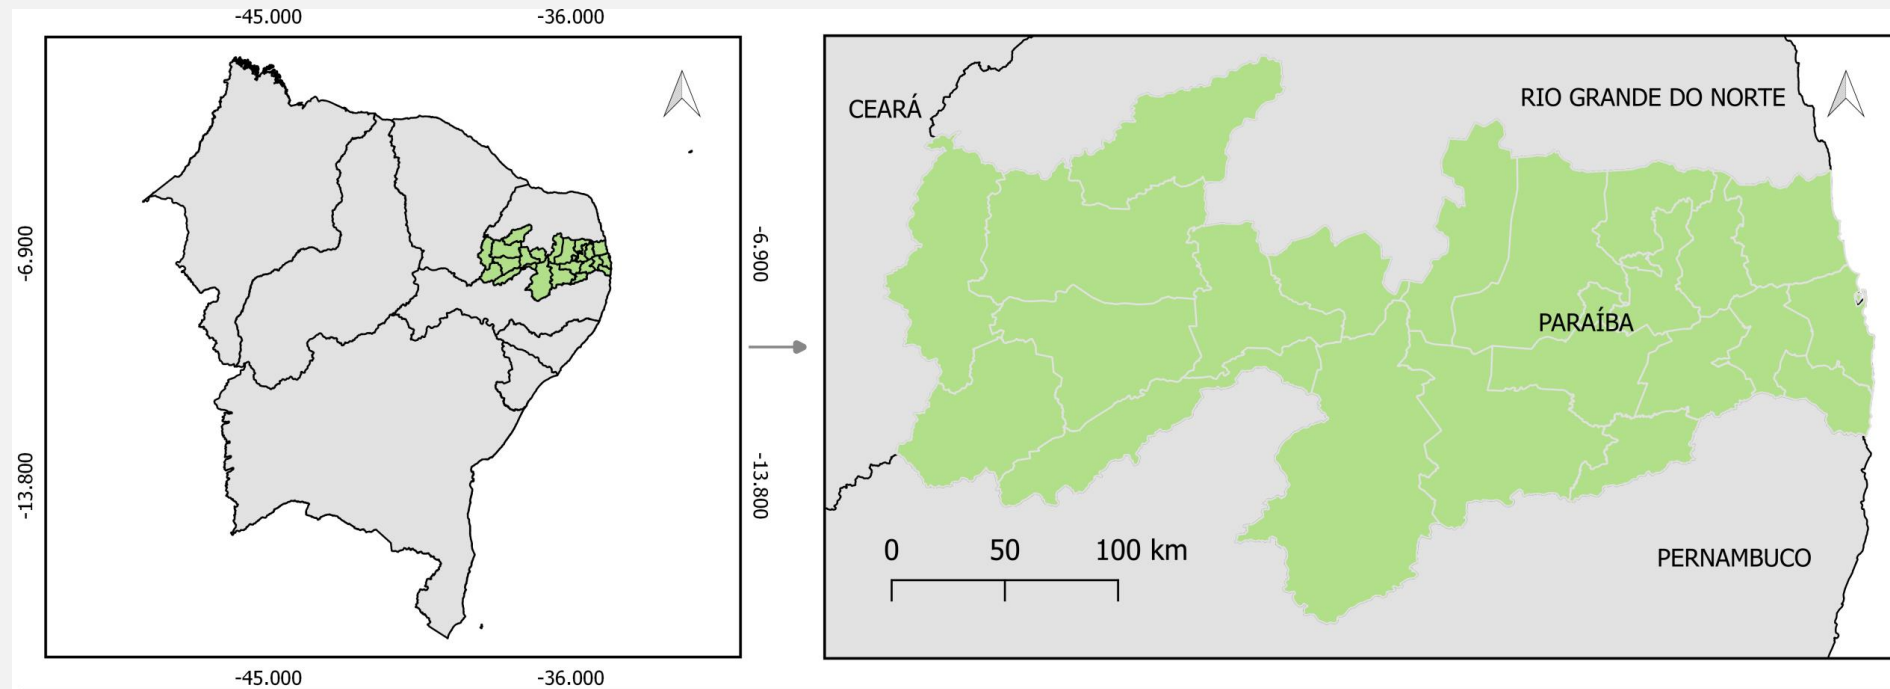 -45.000
-36.000
-6.900
-13.800
-6.900
-13.800
-45.000
-36.000
CEARÁ
RIO GRANDE DO NORTE
PARAÍBA
PERNAMBUCO
0 50 100 km